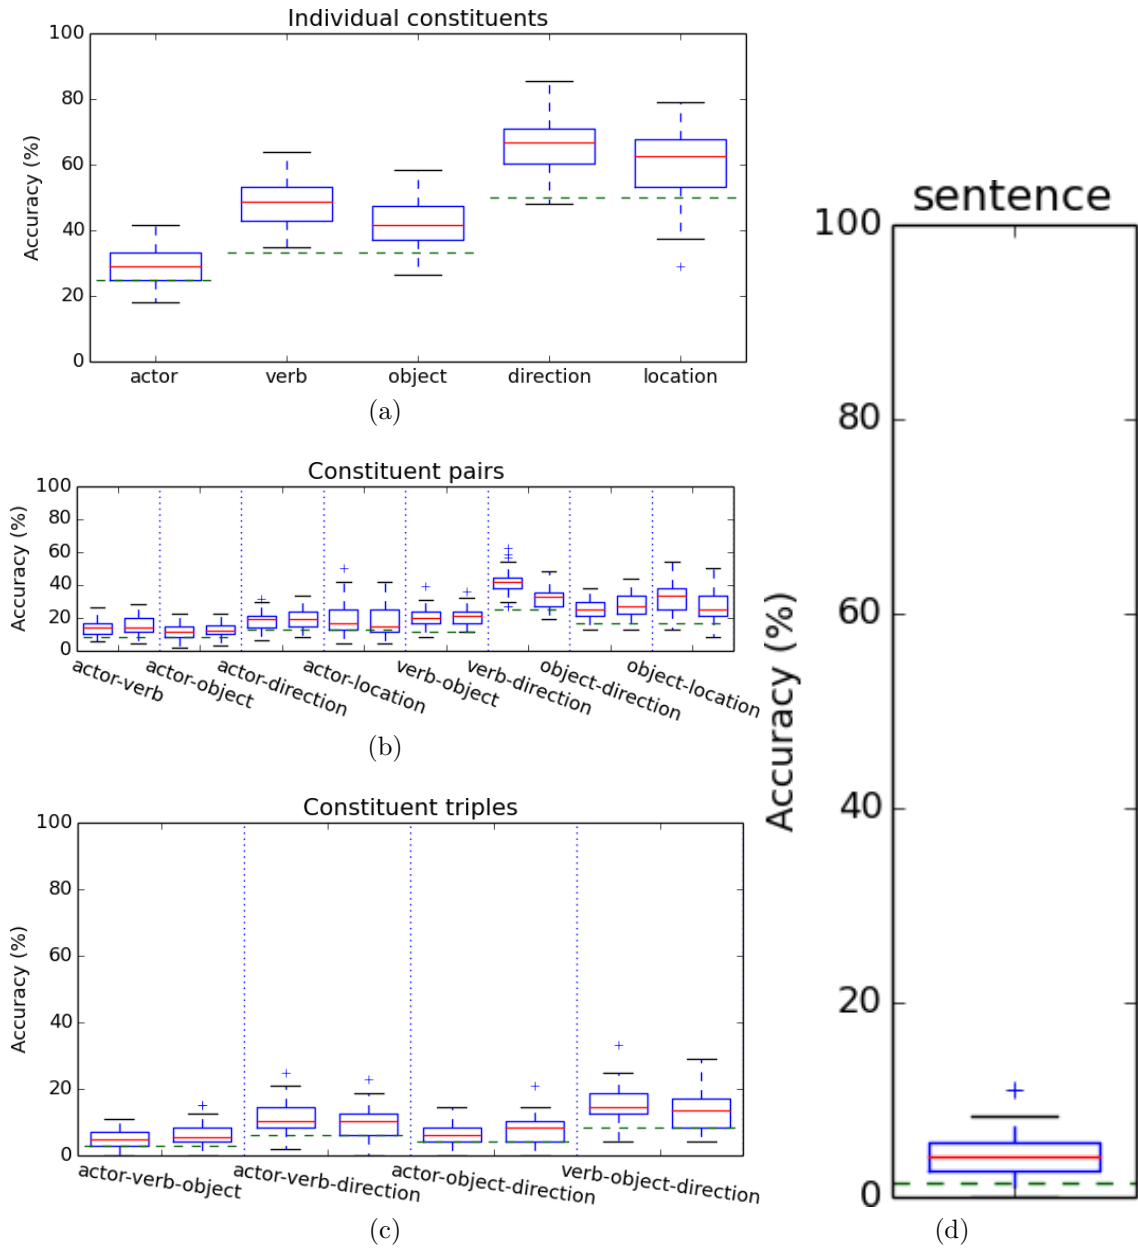 Individual constituents
100
80
60
40
20
0
Accuracy (%)
actor verb object direction location
(a)
Constituent pairs
100
80
60
40
20
0
Accuracy (%)
actor-verb actor-object actor-direction actor-location verb-object verb-direction object-direction object-location
(b)
Constituent triples
100
80
60
40
20
0
Accuracy (%)
actor-verb-object actor-verb-direction actor-object-direction verb-object-direction
(c)
sentence
100
80
60
40
20
0
Accuracy (%)
(d)